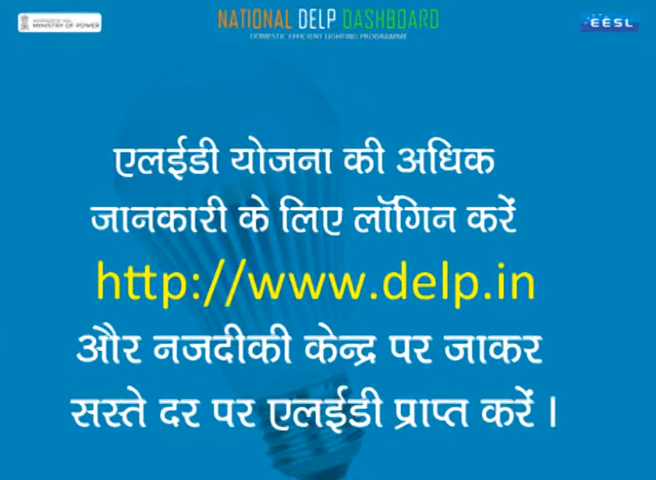 MINISTRY OF POWER
NATIONAL DELP DASHBOARD
EESL
DOMESTIC EFFICIENT LIGHTING PROGRAMME
एलईडी योजना की अधिक
जानकारी के लिए लॉगिन करें
http://www.delp.in
और नजदीकी केन्द्र पर जाकर
सस्ते दर पर एलईडी प्राप्त करें ।